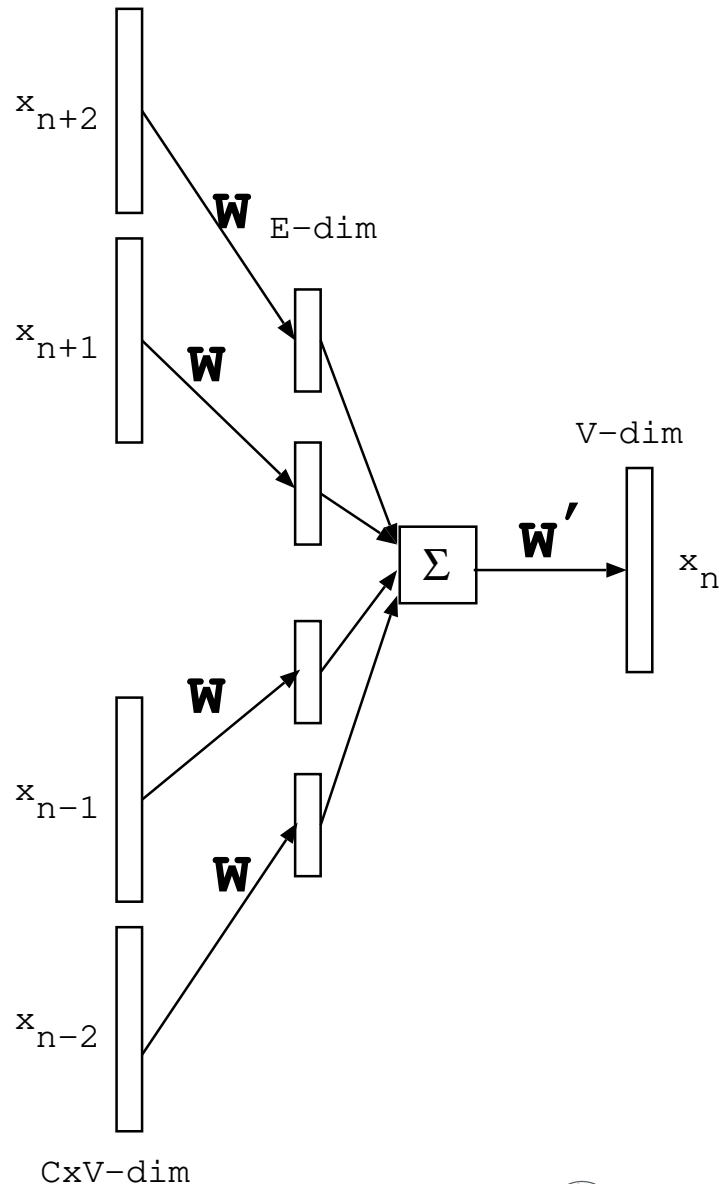 x_{n+2}
W
E-dim
x_{n+1}
W
V-dim
Σ
W′
x_n
W
x_{n-1}
W
x_{n-2}
CxV-dim